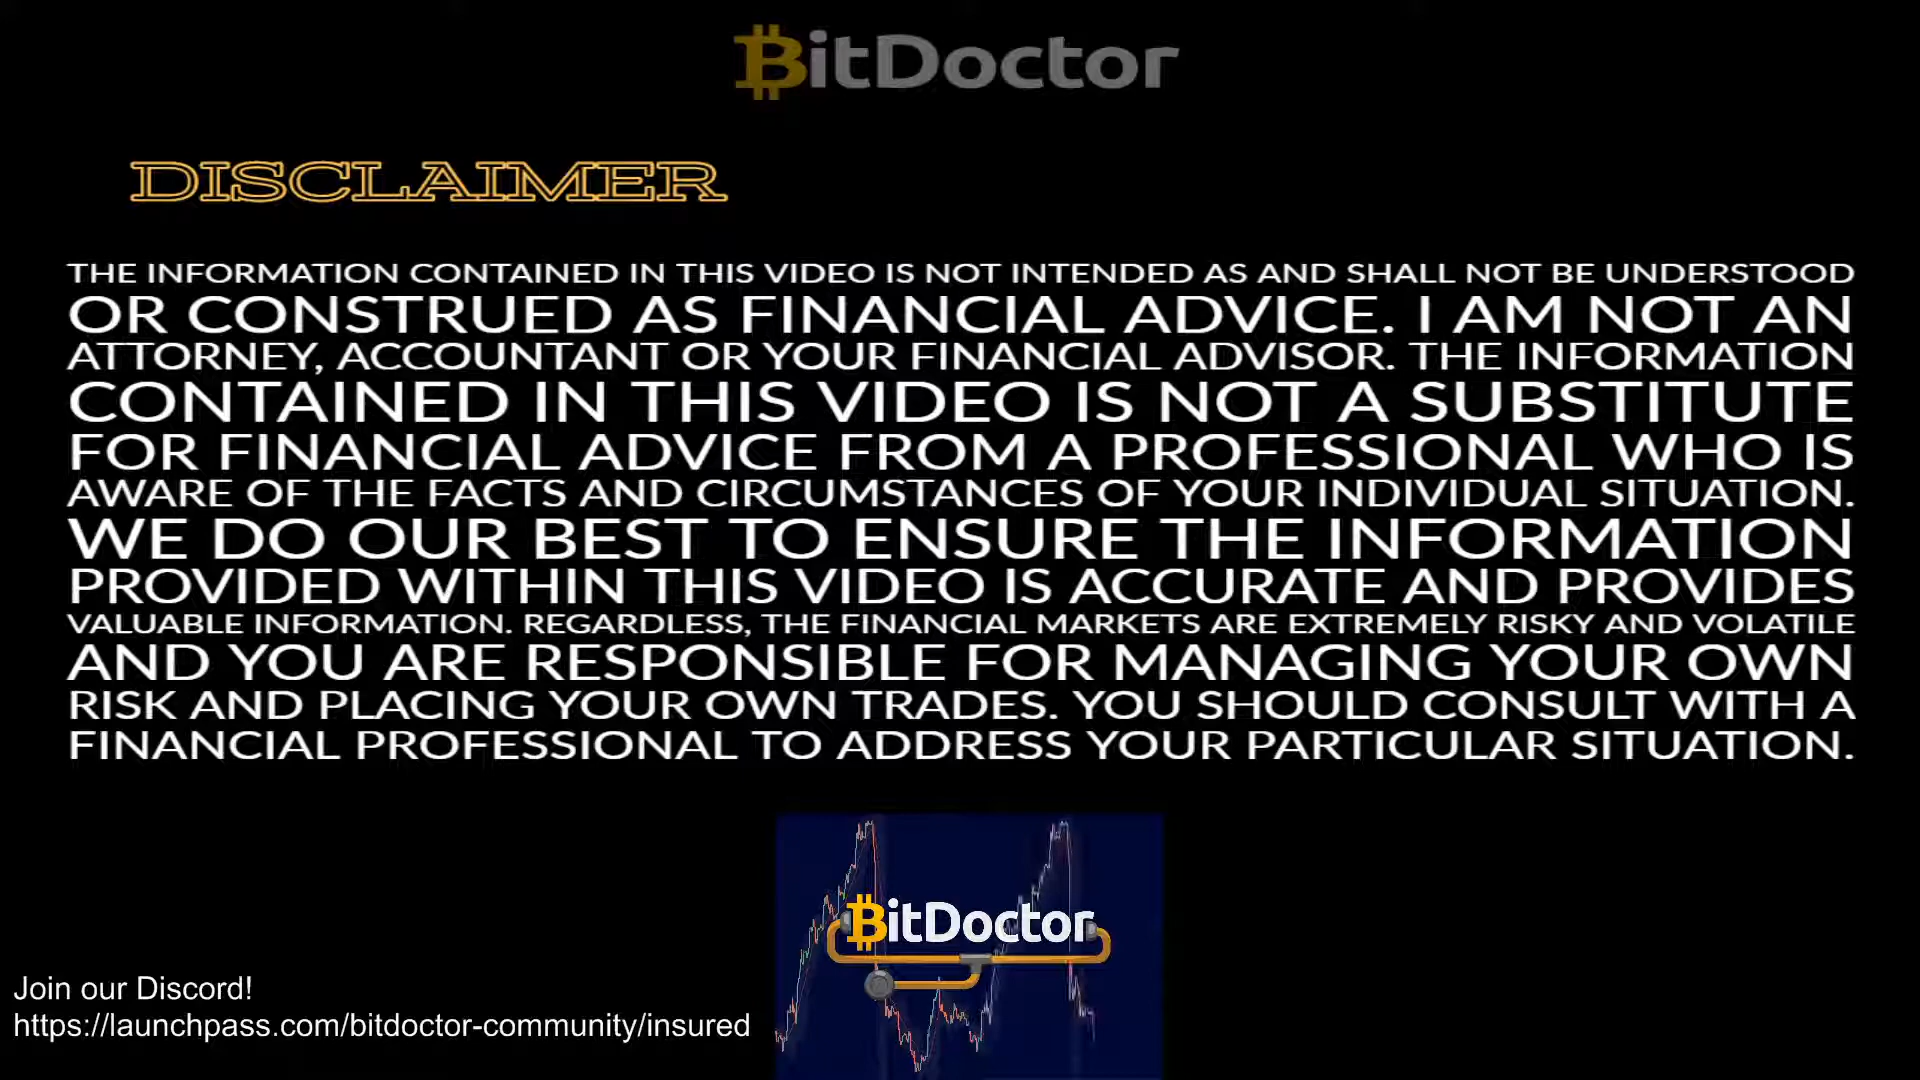 BitDoctor
DISCLAIMER
THE INFORMATION CONTAINED IN THIS VIDEO IS NOT INTENDED AS AND SHALL NOT BE UNDERSTOOD
OR CONSTRUED AS FINANCIAL ADVICE. I AM NOT AN
ATTORNEY, ACCOUNTANT OR YOUR FINANCIAL ADVISOR. THE INFORMATION
CONTAINED IN THIS VIDEO IS NOT A SUBSTITUTE
FOR FINANCIAL ADVICE FROM A PROFESSIONAL WHO IS
AWARE OF THE FACTS AND CIRCUMSTANCES OF YOUR INDIVIDUAL SITUATION.
WE DO OUR BEST TO ENSURE THE INFORMATION
PROVIDED WITHIN THIS VIDEO IS ACCURATE AND PROVIDES
VALUABLE INFORMATION. REGARDLESS, THE FINANCIAL MARKETS ARE EXTREMELY RISKY AND VOLATILE
AND YOU ARE RESPONSIBLE FOR MANAGING YOUR OWN
RISK AND PLACING YOUR OWN TRADES. YOU SHOULD CONSULT WITH A
FINANCIAL PROFESSIONAL TO ADDRESS YOUR PARTICULAR SITUATION.
BitDoctor
Join our Discord!
https://launchpass.com/bitdoctor-community/insured